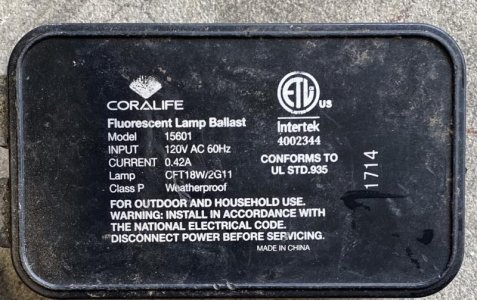 CORALIFE
Fluorescent Lamp Ballast
Model 15601
INPUT 120V AC 60Hz
CURRENT 0.42A
Lamp CFT18W/2G11
Class P Weatherproof
ETL
US
Intertek
4002344
CONFORMS TO
UL STD.935
1714
FOR OUTDOOR AND HOUSEHOLD USE.
WARNING: INSTALL IN ACCORDANCE WITH
THE NATIONAL ELECTRICAL CODE.
DISCONNECT POWER BEFORE SERVICING.
MADE IN CHINA